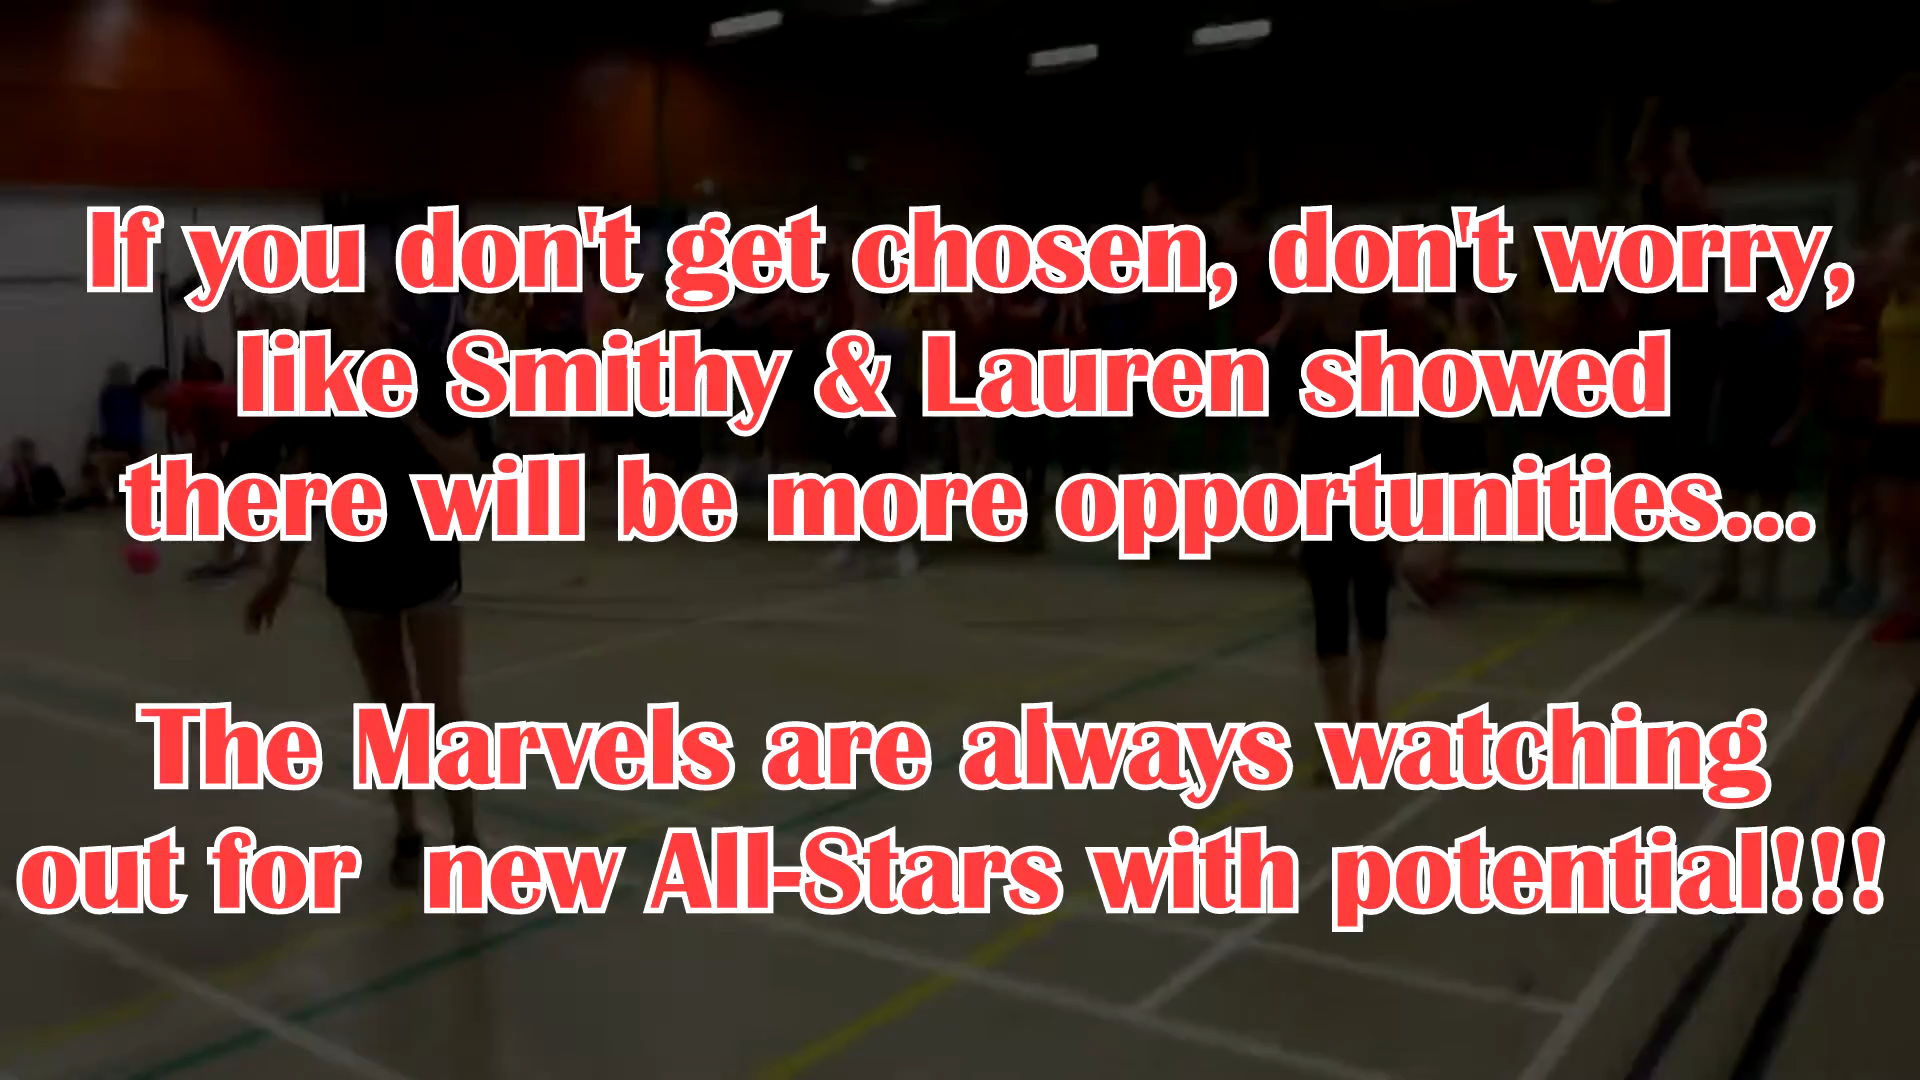 If you don't get chosen, don't worry,
like Smithy & Lauren showed
there will be more opportunities...
The Marvels are always watching
out for  new All-Stars with potential!!!